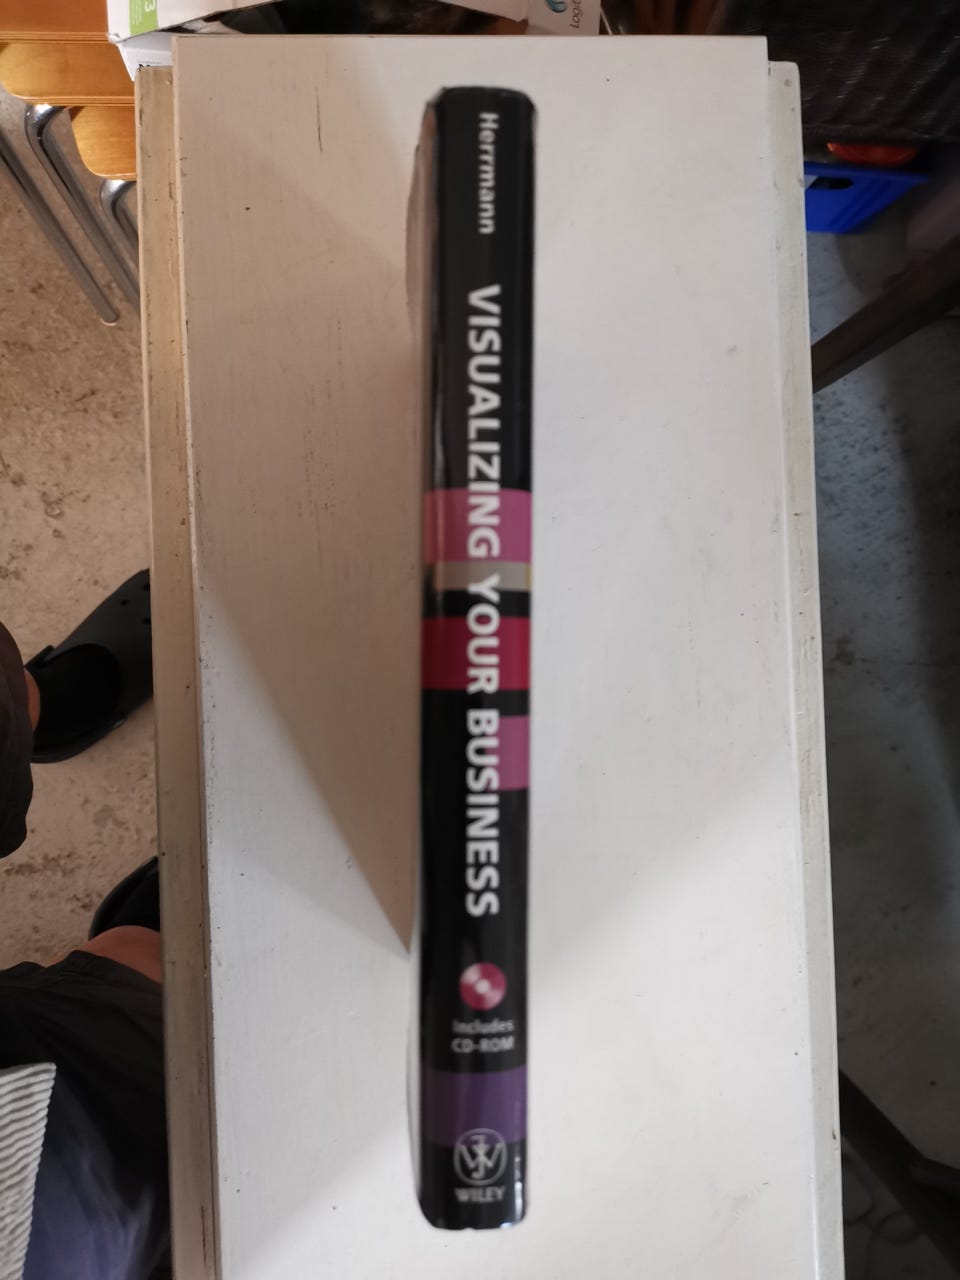 Herrmann
VISUALIZING YOUR BUSINESS
Includes
CD-ROM
WILEY